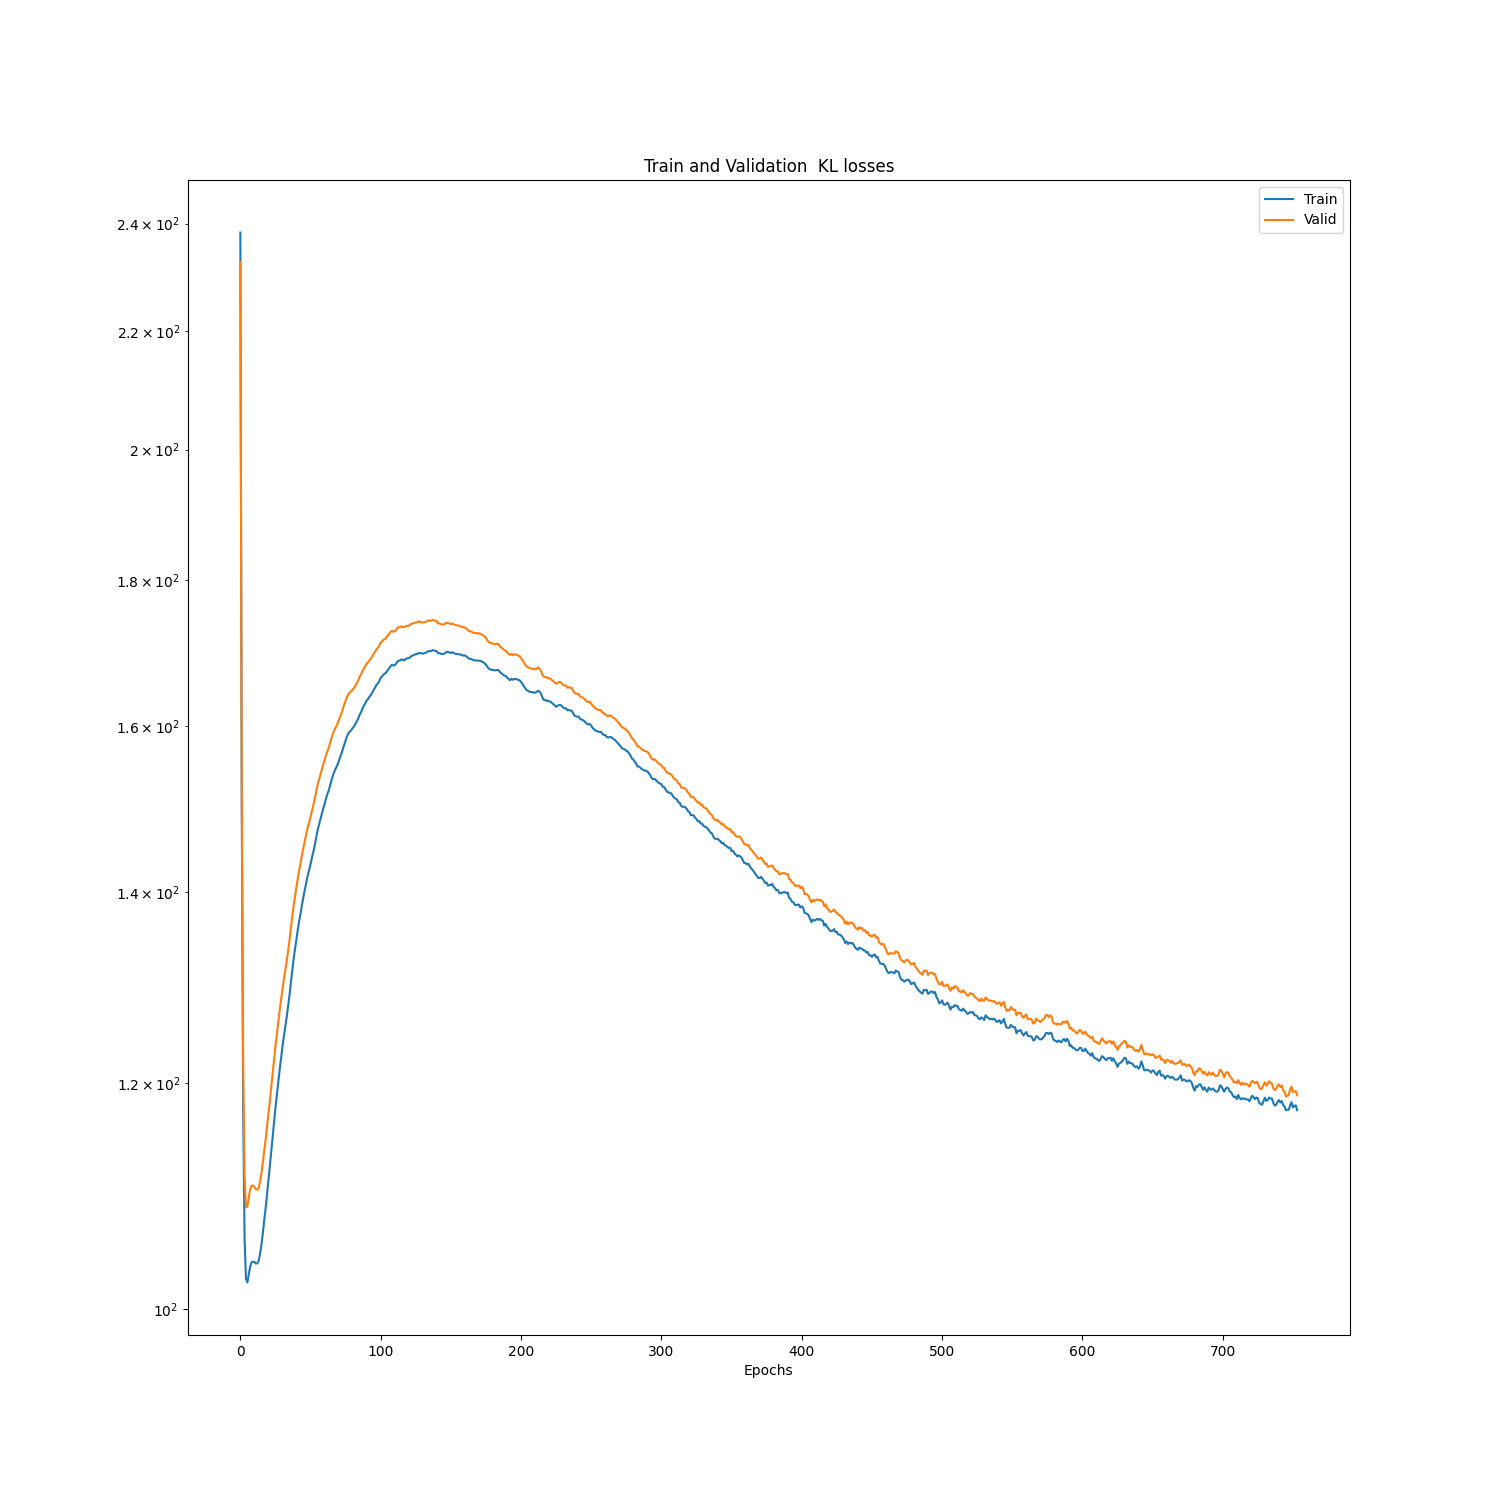 Train and Validation  KL losses
Train
Valid
2.4 × 10²
2.2 × 10²
2 × 10²
1.8 × 10²
1.6 × 10²
1.4 × 10²
1.2 × 10²
10²
0 100 200 300 400 500 600 700
Epochs